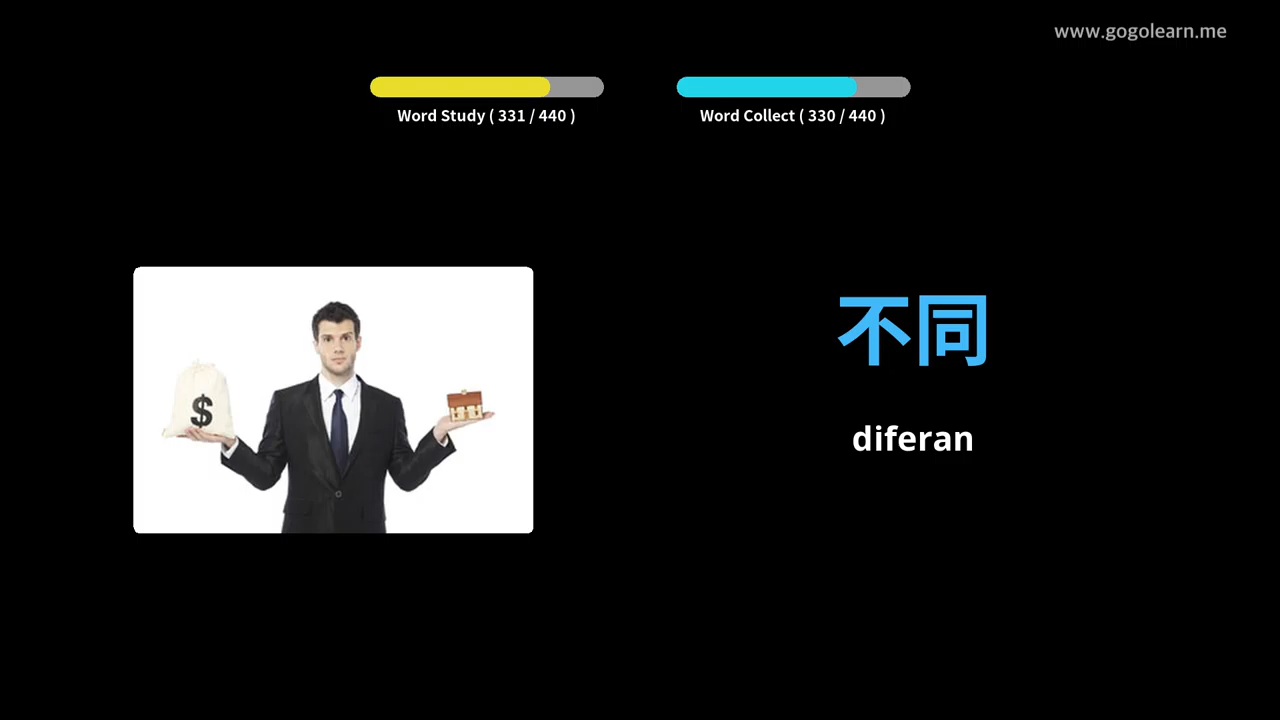 www.gogolearn.me
Word Study ( 331 / 440 )
Word Collect ( 330 / 440 )
$
不同
diferan